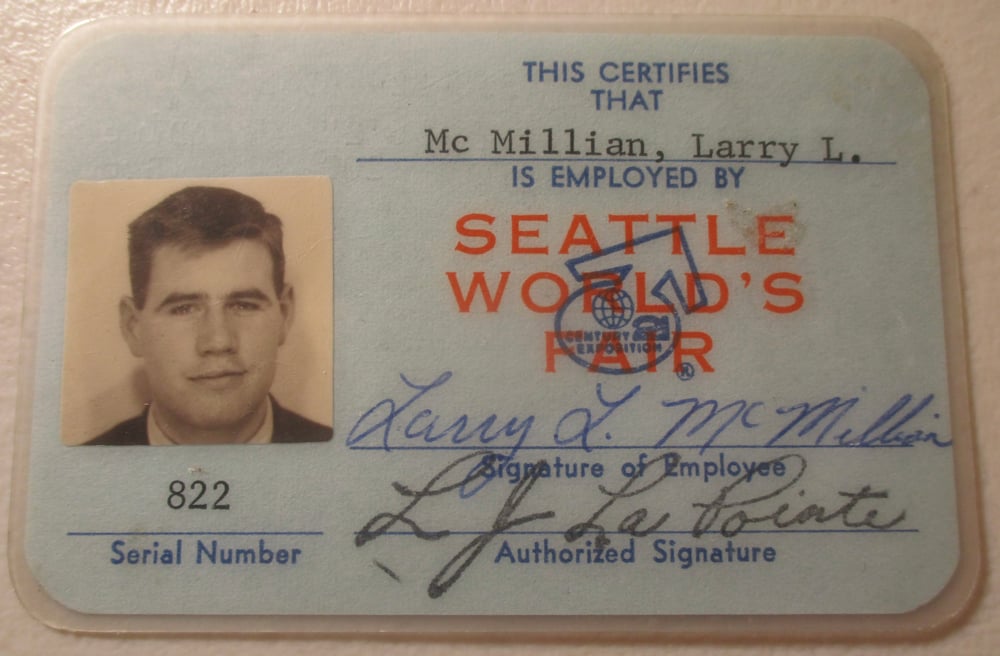 THIS CERTIFIES
THAT
Mc Millian, Larry L.
IS EMPLOYED BY
SEATTLE
WORLD'S
FAIR
CENTURY 21
EXPOSITION
®
Larry L. McMillian
Signature of Employee
L J La Pointe
Authorized Signature
822
Serial Number